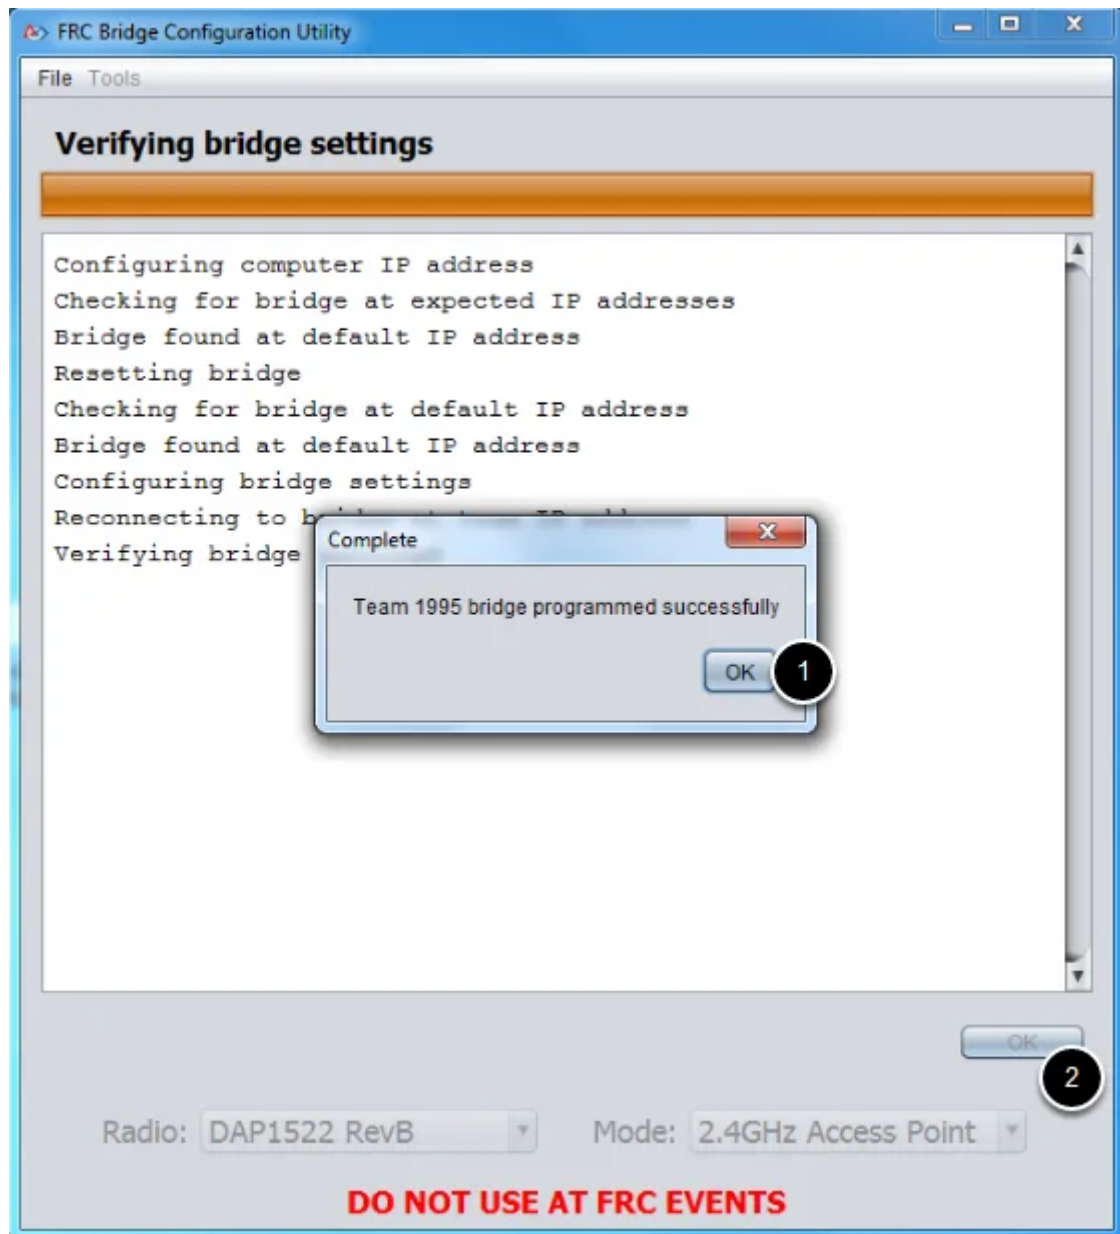 FRC Bridge Configuration Utility
File Tools
Verifying bridge settings
Configuring computer IP address
Checking for bridge at expected IP addresses
Bridge found at default IP address
Resetting bridge
Checking for bridge at default IP address
Bridge found at default IP address
Configuring bridge settings
Reconnecting to
Verifying bridge
Complete
Team 1995 bridge programmed successfully
OK 1
OK
2
Radio: DAP1522 RevB Mode: 2.4GHz Access Point
DO NOT USE AT FRC EVENTS